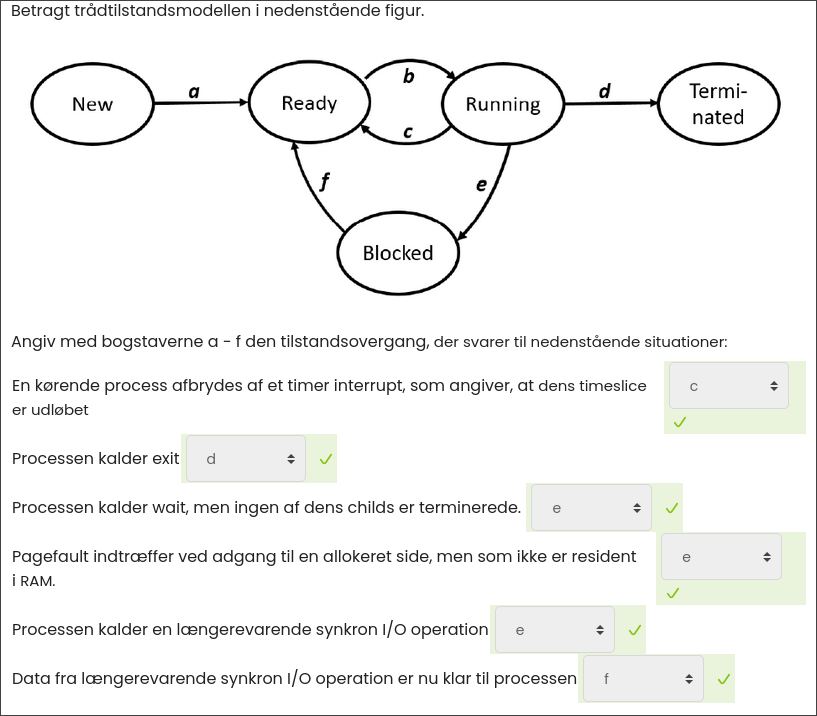 Betragt trådtilstandsmodellen i nedenstående figur.
New
a
Ready
b
c
Running
d
Termi-
nated
f
e
Blocked
Angiv med bogstaverne a - f den tilstandsovergang, der svarer til nedenstående situationer:
En kørende process afbrydes af et timer interrupt, som angiver, at dens timeslice
er udløbet
c
Processen kalder exit d
Processen kalder wait, men ingen af dens childs er terminerede. e
Pagefault indtræffer ved adgang til en allokeret side, men som ikke er resident
i RAM.
e
Processen kalder en længerevarende synkron I/O operation e
Data fra længerevarende synkron I/O operation er nu klar til processen f